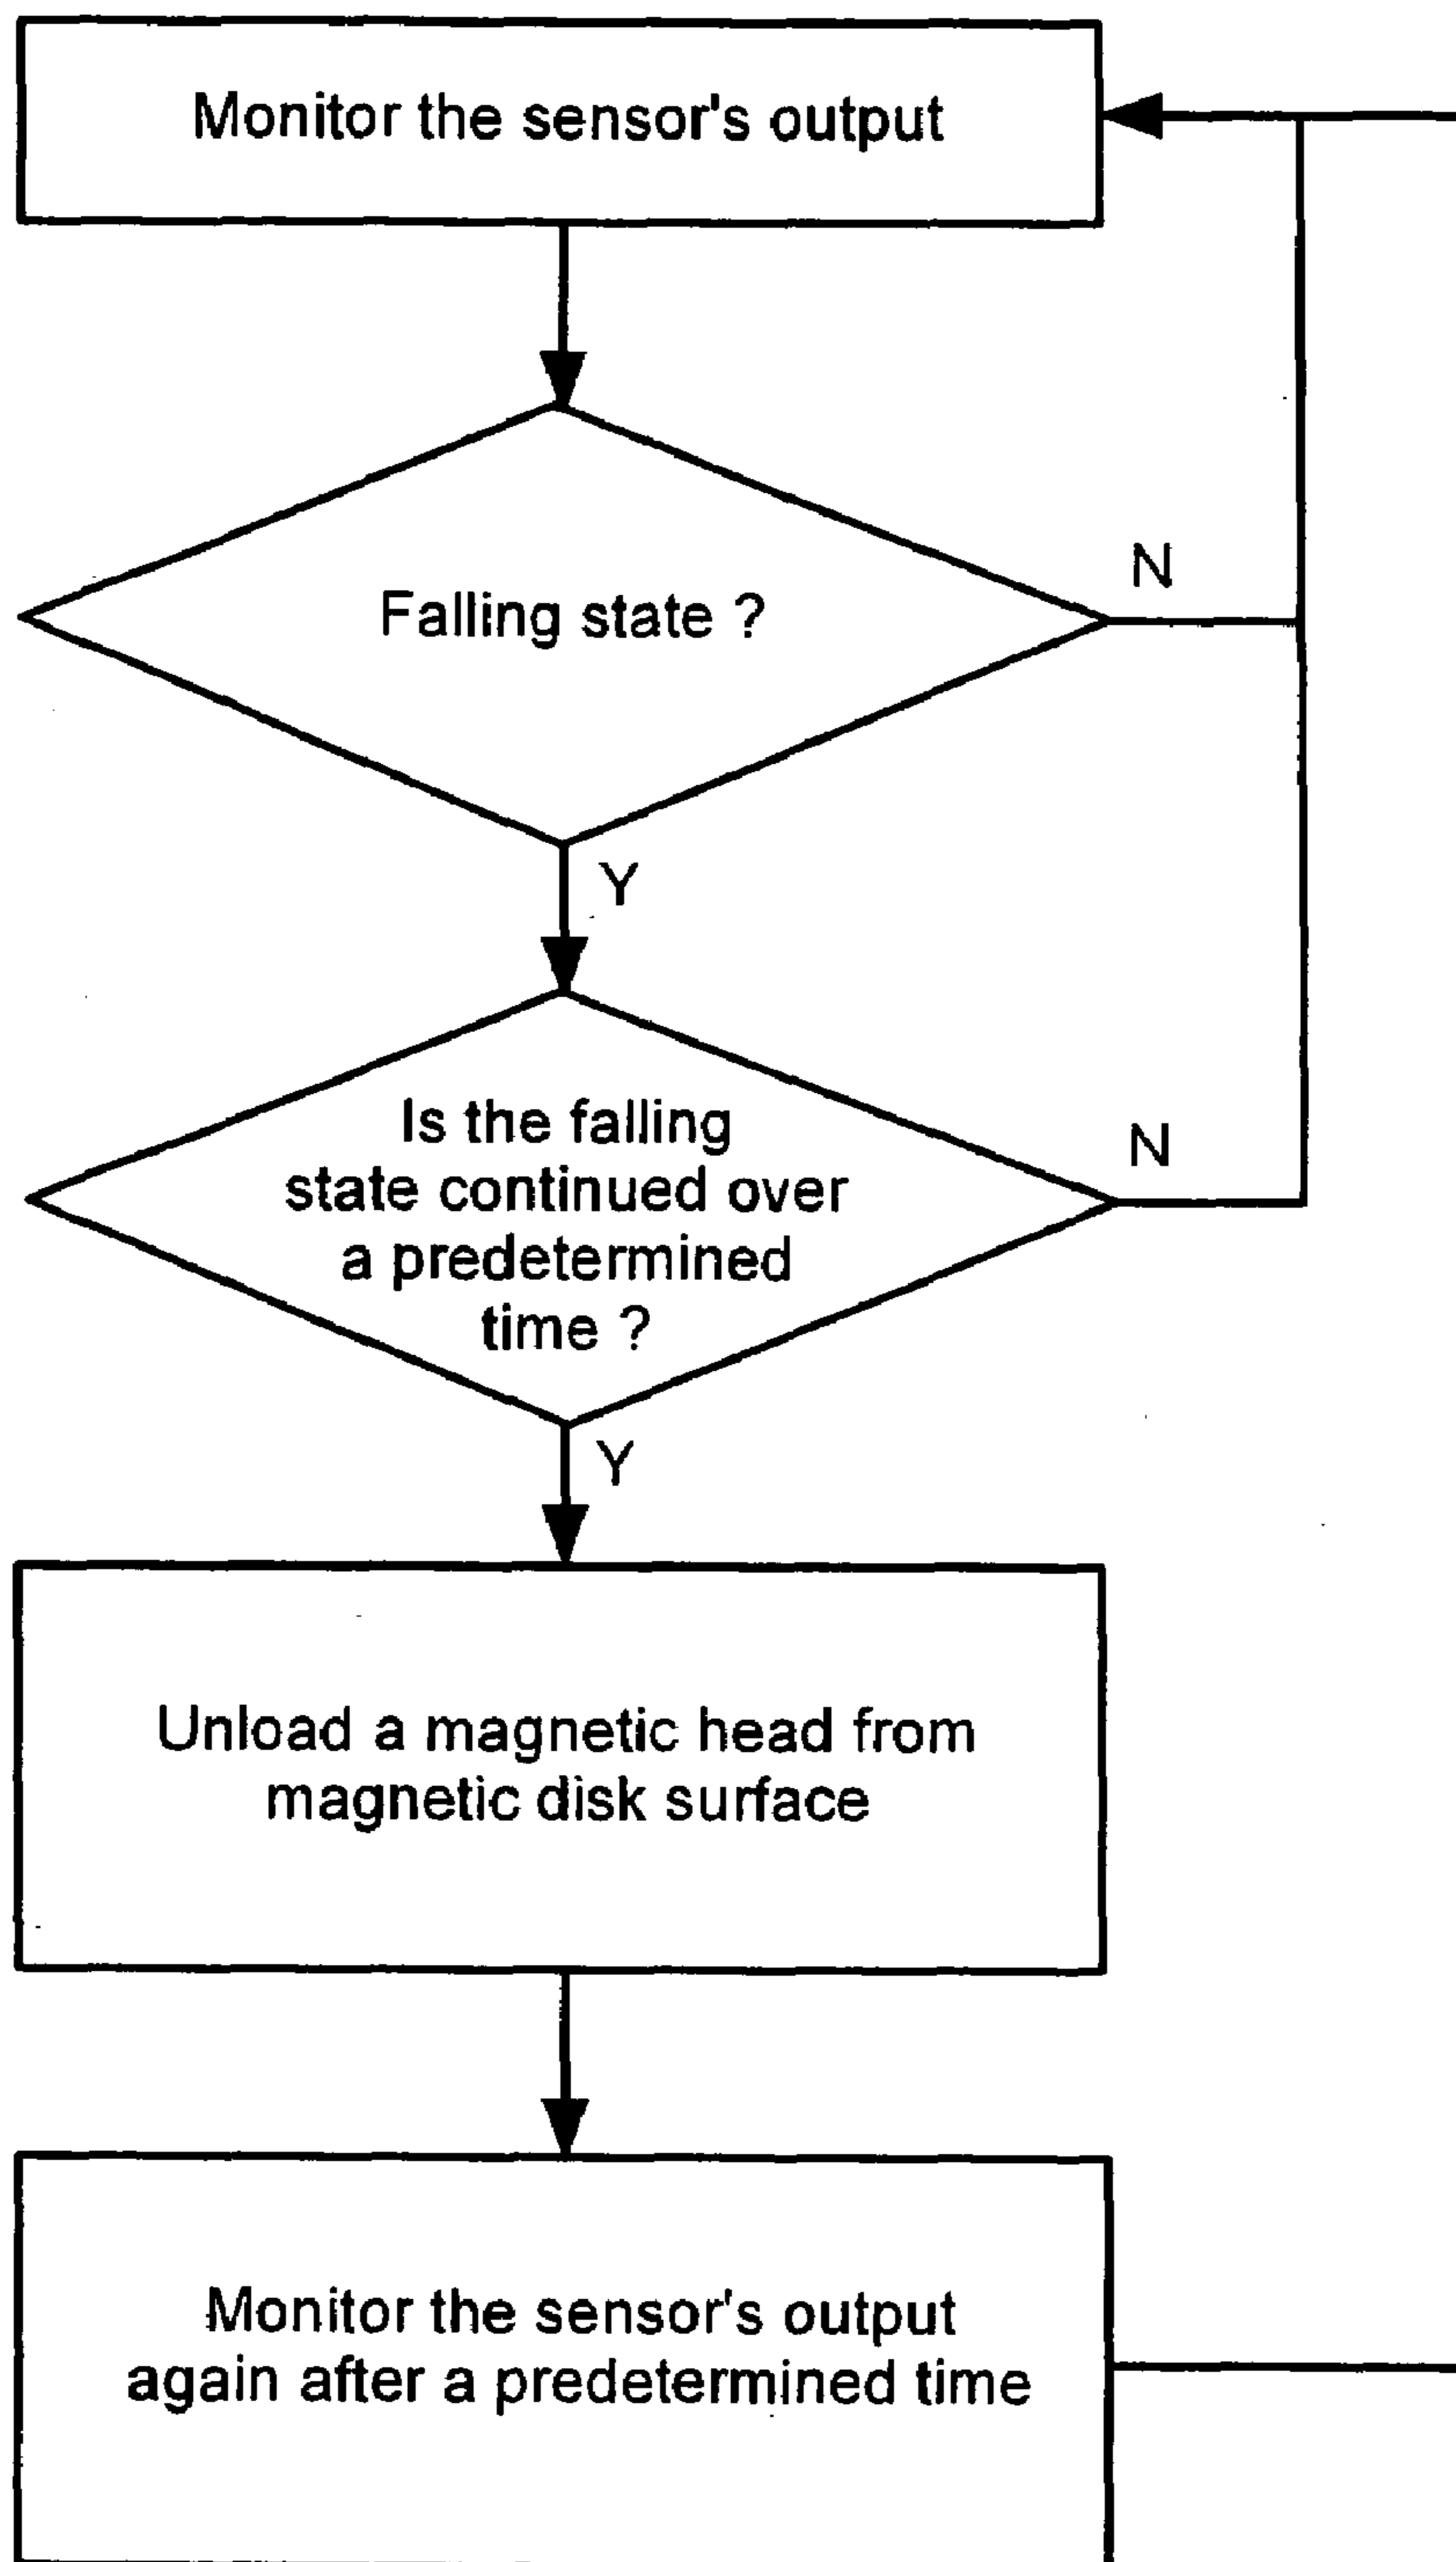 Monitor the sensor's output
Falling state ?
N
Y
Is the falling
state continued over
a predetermined
time ?
N
Y
Unload a magnetic head from
magnetic disk surface
Monitor the sensor's output
again after a predetermined time